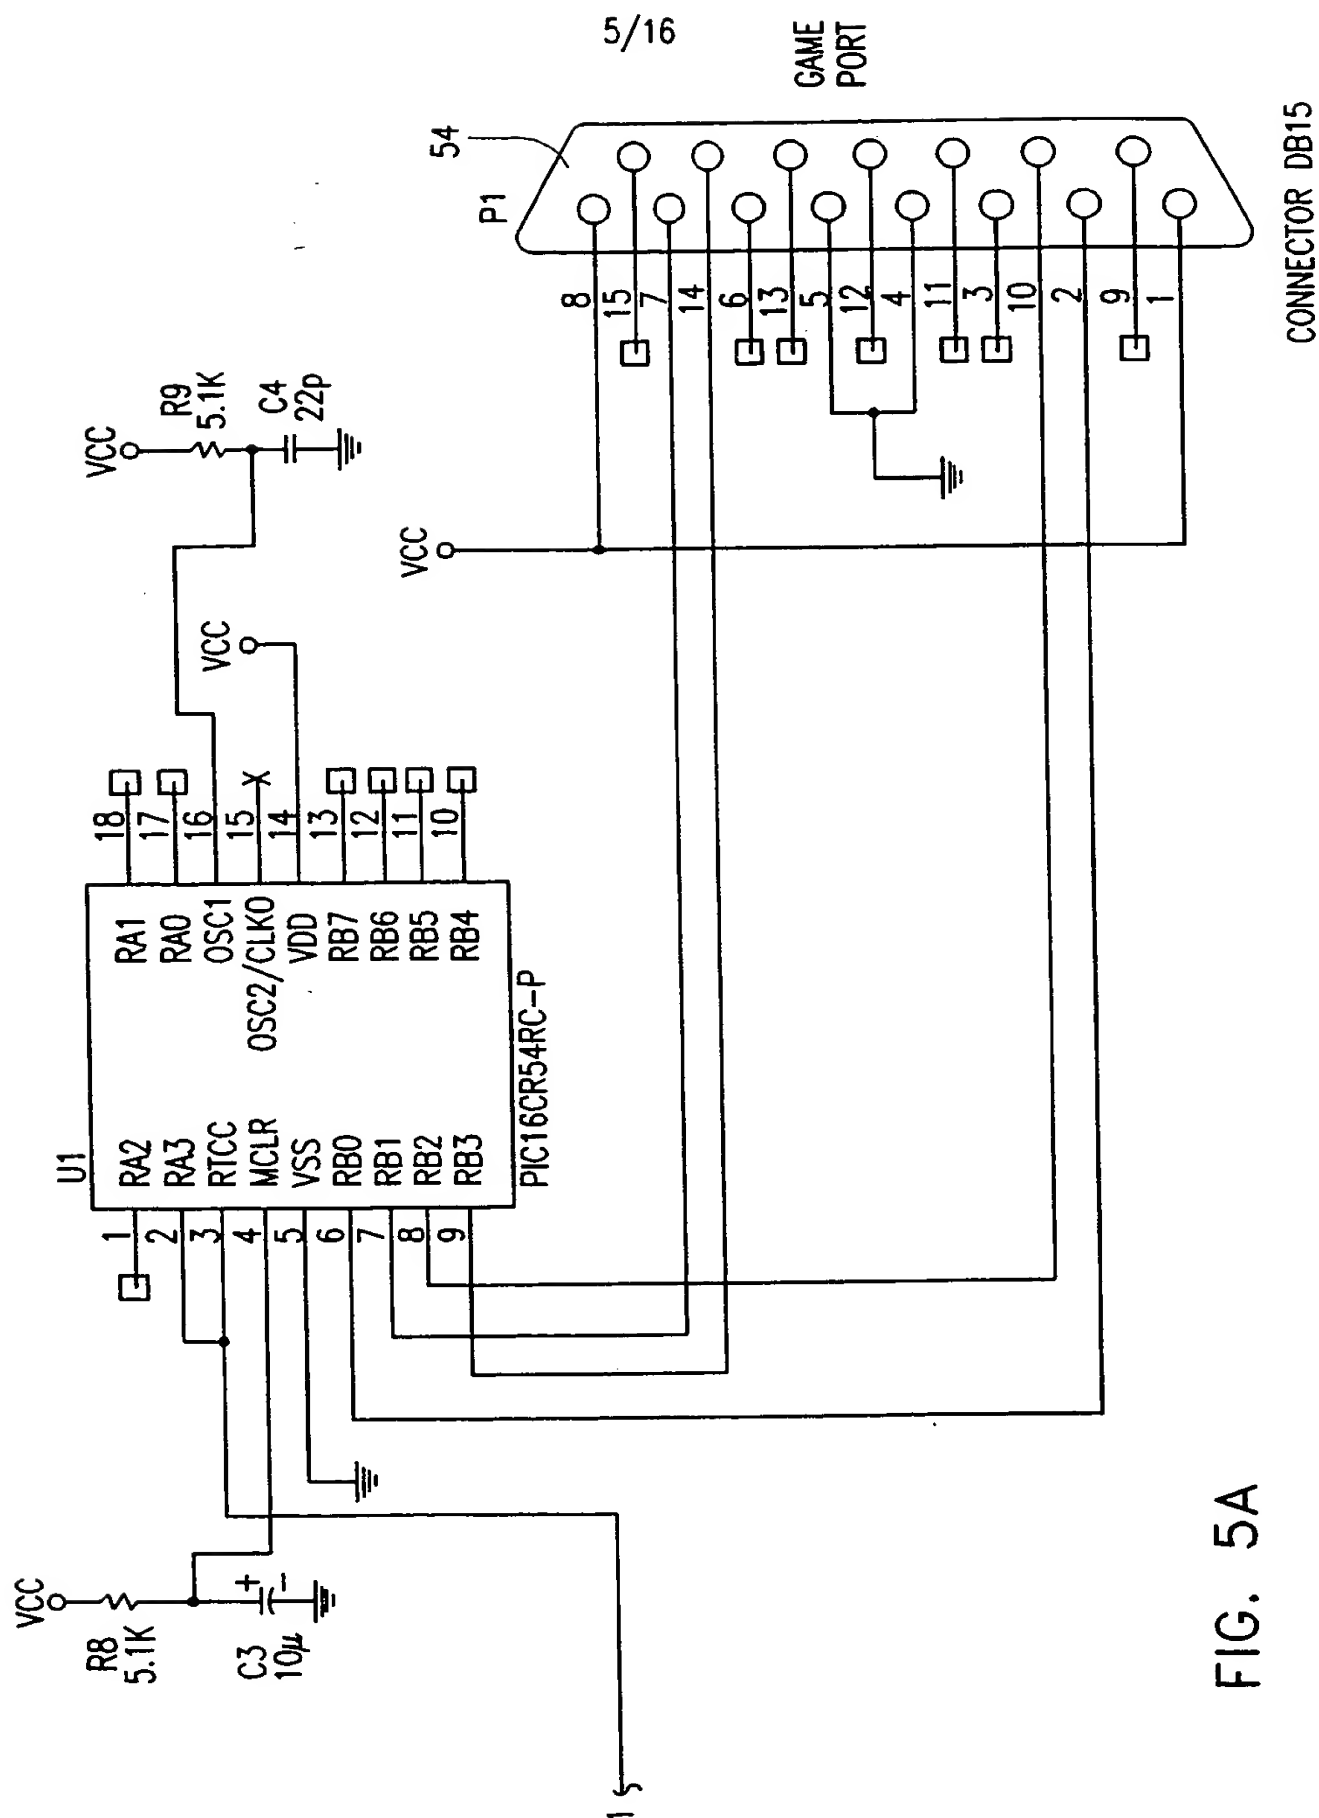 5/16
GAME
PORT
CONNECTOR DB15
54
P1
8
15
7
14
6
13
5
12
4
11
3
10
2
9
1
VCC
R9
5.1K
C4
22p
VCC
VCC
18
17
16
15
14
13
12
11
10
RA1
RA0
OSC1
OSC2/CLK0
VDD
RB7
RB6
RB5
RB4
U1
PIC16CR54RC-P
RA2
RA3
RTCC
MCLR
VSS
RB0
RB1
RB2
RB3
1
2
3
4
5
6
7
8
9
VCC
R8
5.1K
+
-
C3
10µ
FIG. 5A